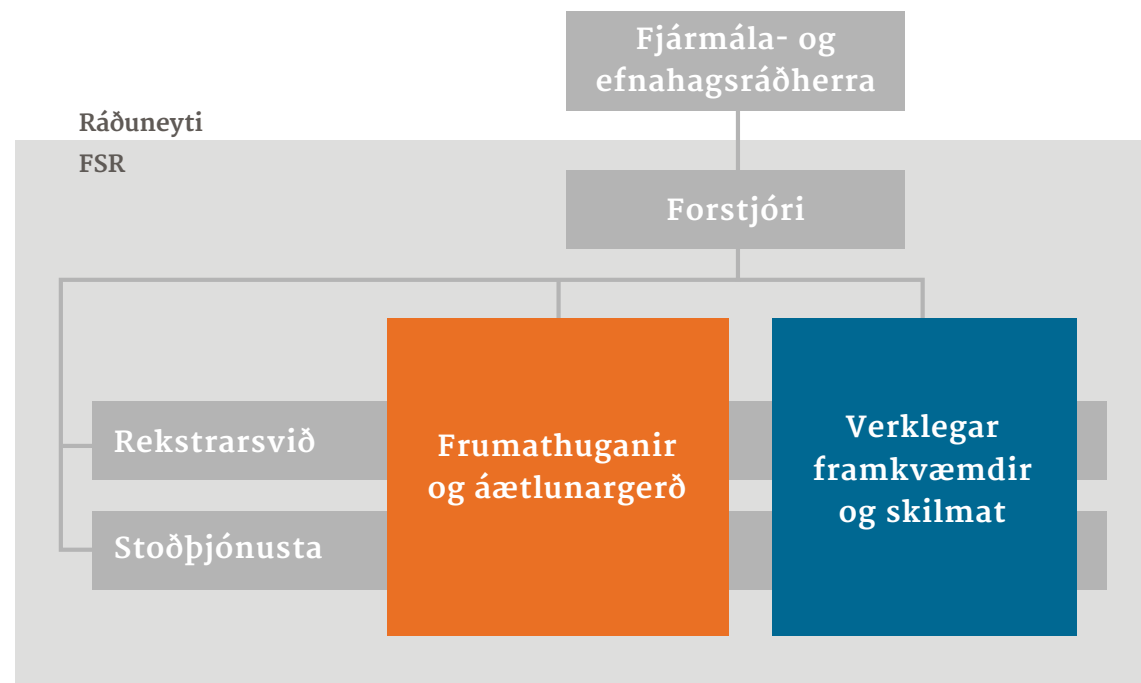 Fjármála- og
efnahagsráðherra
Ráðuneyti
FSR
Forstjóri
Rekstrarsvið
Stoðþjónusta
Frumathuganir
og áætlunargerð
Verklegar
framkvæmdir
og skilmat